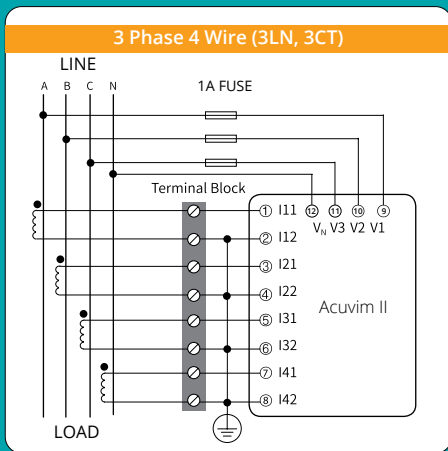 3 Phase 4 Wire (3LN, 3CT)
LINE
A B C N
1A FUSE
Terminal Block
12 11 10 9
VN V3 V2 V1
1 I11
2 I12
3 I21
4 I22
5 I31
6 I32
7 I41
8 I42
Acuvim II
LOAD